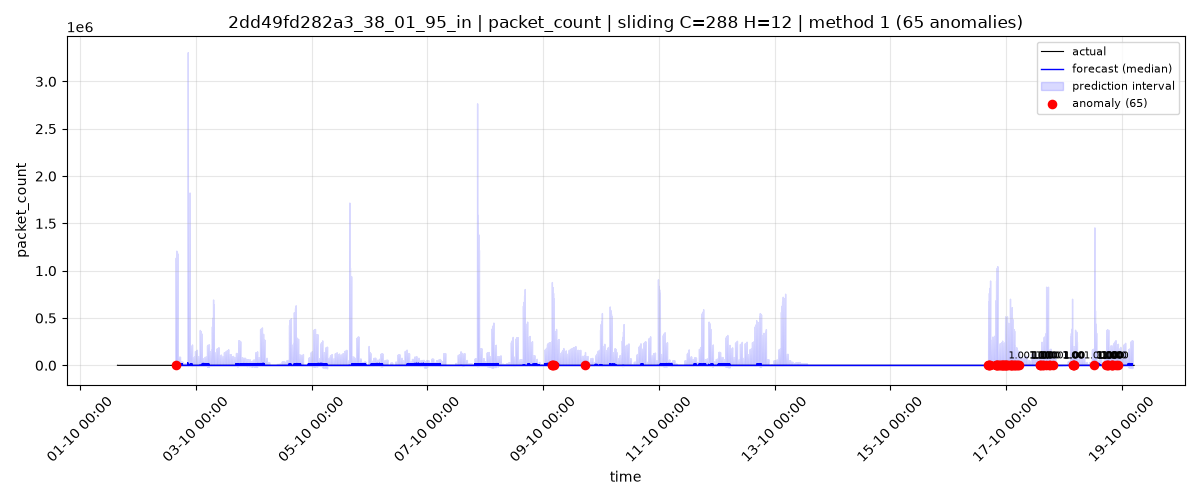 2dd49fd282a3_38_01_95_in | packet_count | sliding C=288 H=12 | method 1 (65 anomalies)
1e6
actual
forecast (median)
prediction interval
anomaly (65)
packet_count
3.0
2.5
2.0
1.5
1.0
0.5
0.0
01-10 00:00
03-10 00:00
05-10 00:00
07-10 00:00
09-10 00:00
11-10 00:00
13-10 00:00
15-10 00:00
17-10 00:00
19-10 00:00
time